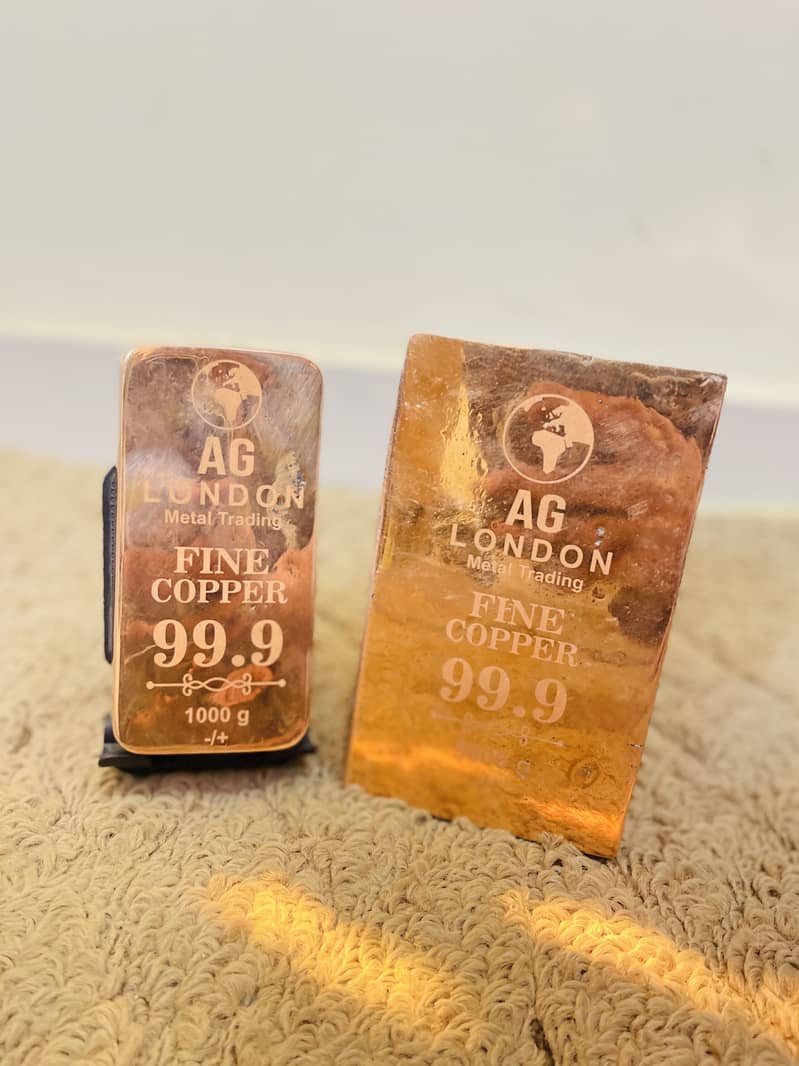 AG
LONDON
Metal Trading
FINE
COPPER
99.9
1000 g
-/+
AG
LONDON
Metal Trading
FINE
COPPER
99.9